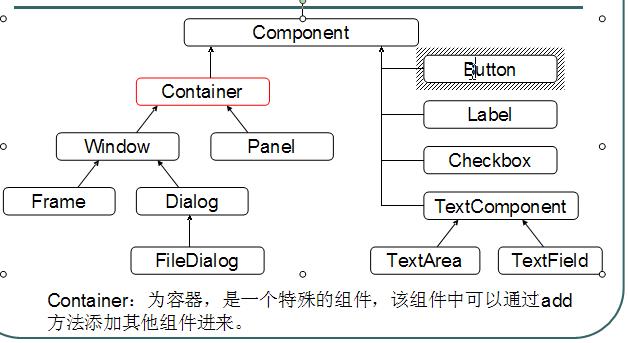 Component
Button
Container
Label
Window
Panel
Checkbox
Frame
Dialog
TextComponent
FileDialog
TextArea
TextField
Container：为容器，是一个特殊的组件，该组件中可以通过add
方法添加其他组件进来。